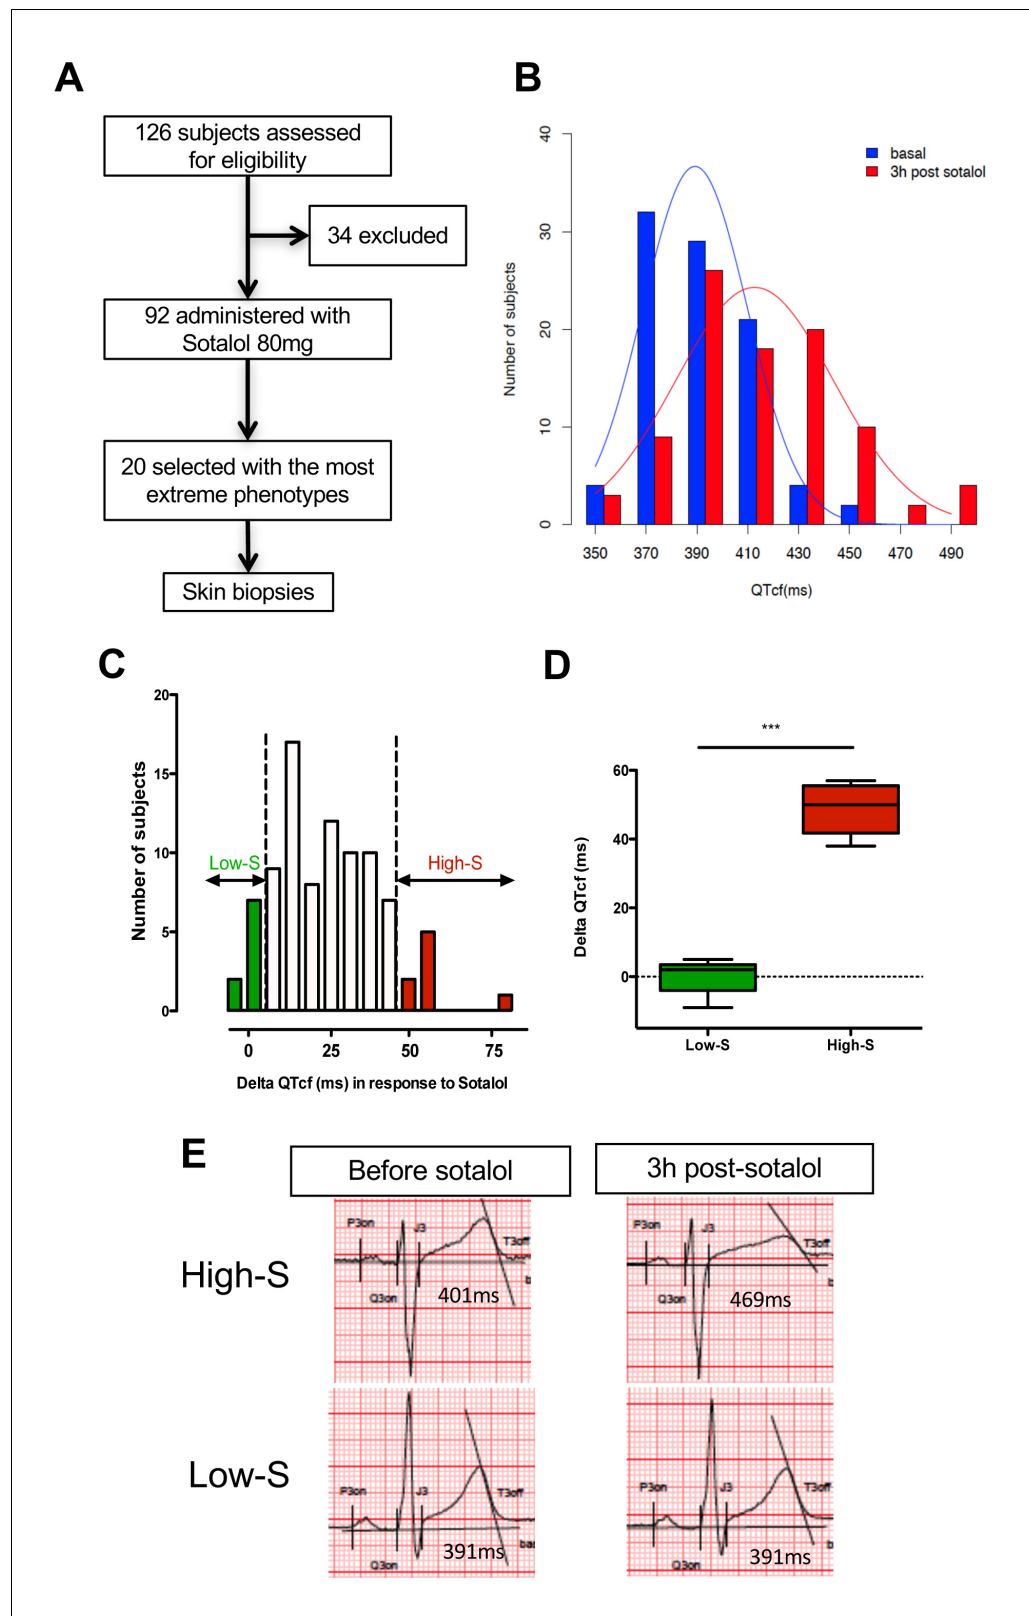 A
126 subjects assessed
for eligibility
34 excluded
92 administered with
Sotalol 80mg
20 selected with the most
extreme phenotypes
Skin biopsies
B
40
30
20
10
0
Number of subjects
basal
3h post sotalol
350 370 390 410 430 450 470 490
QTcf(ms)
C
20
15
10
5
0
Number of subjects
Low-S
High-S
0 25 50 75
Delta QTcf (ms) in response to Sotalol
D
***
60
40
20
0
Delta QTcf (ms)
Low-S High-S
E
Before sotalol
3h post-sotalol
High-S
P3on
J3
T3off
Q3on
401ms
b
P3on
J3
T3off
Q3on
469ms
Low-S
P3on
J3
T3off
Q3on
391ms
bas
P3on
J3
T3off
Q3on
391ms
b